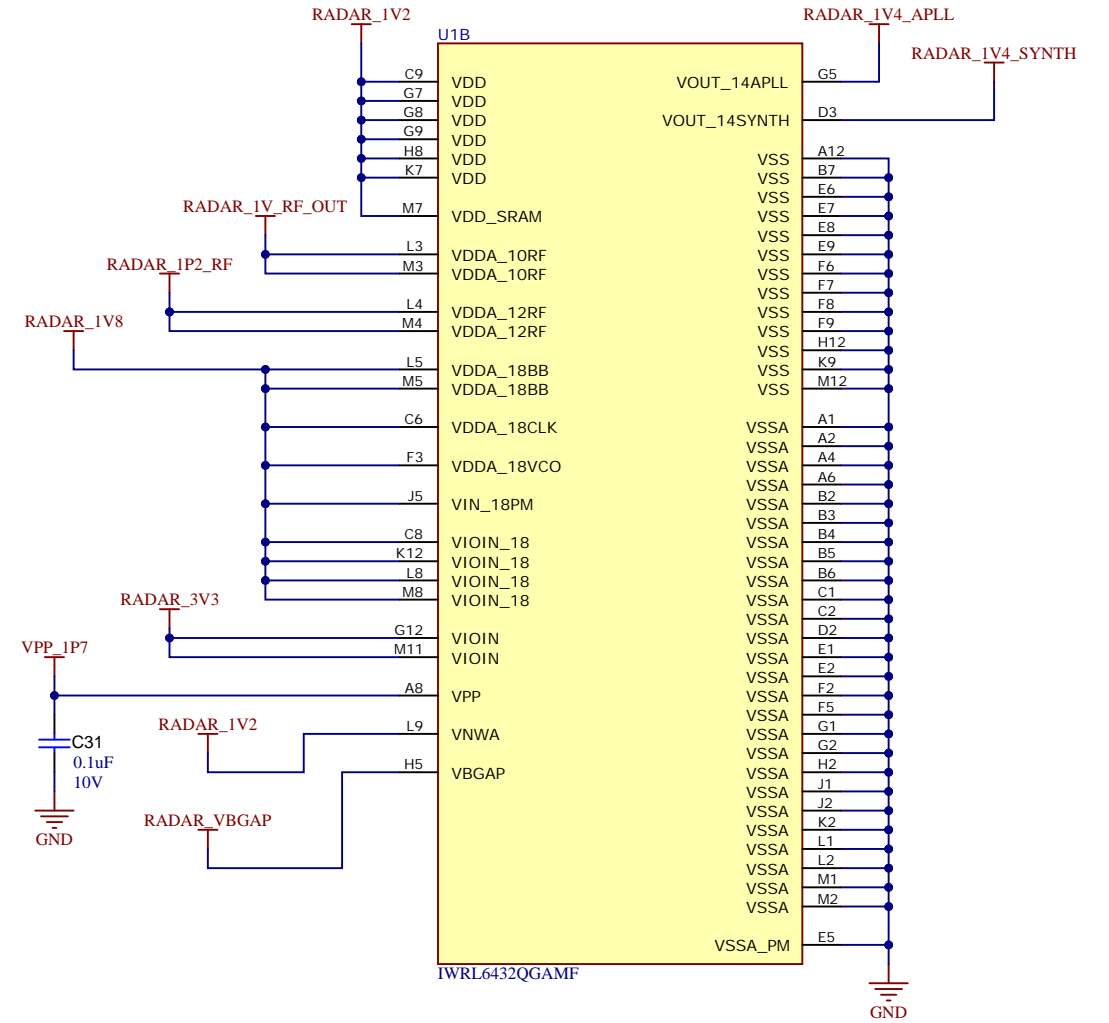 RADAR_1V2
RADAR_1V4_APLL
U1B
RADAR_1V4_SYNTH
C9 VDD VOUT_14APLL G5
G7 VDD
G8 VDD VOUT_14SYNTH D3
G9 VDD
H8 VDD VSS A12
K7 VDD VSS B7
VSS E6
RADAR_1V_RF_OUT
M7 VDD_SRAM VSS E7
VSS E8
L3 VDDA_10RF VSS E9
RADAR_1P2_RF
M3 VDDA_10RF VSS F6
VSS F7
L4 VDDA_12RF VSS F8
RADAR_1V8
M4 VDDA_12RF VSS F9
VSS H12
L5 VDDA_18BB VSS K9
M5 VDDA_18BB VSS M12
C6 VDDA_18CLK VSSA A1
VSSA A2
F3 VDDA_18VCO VSSA A4
VSSA A6
J5 VIN_18PM VSSA B2
VSSA B3
C8 VIOIN_18 VSSA B4
K12 VIOIN_18 VSSA B5
L8 VIOIN_18 VSSA B6
RADAR_3V3
M8 VIOIN_18 VSSA C1
VSSA C2
G12 VIOIN VSSA D2
VPP_1P7
M11 VIOIN VSSA E1
VSSA E2
A8 VPP VSSA F2
VSSA F5
RADAR_1V2
L9 VNWA VSSA G1
C31
VSSA G2
0.1uF
H5 VBGAP VSSA H2
10V
VSSA J1
VSSA J2
RADAR_VBGAP
VSSA K2
GND
VSSA L1
VSSA L2
VSSA M1
VSSA M2
VSSA_PM E5
IWRL6432QGAMF
GND